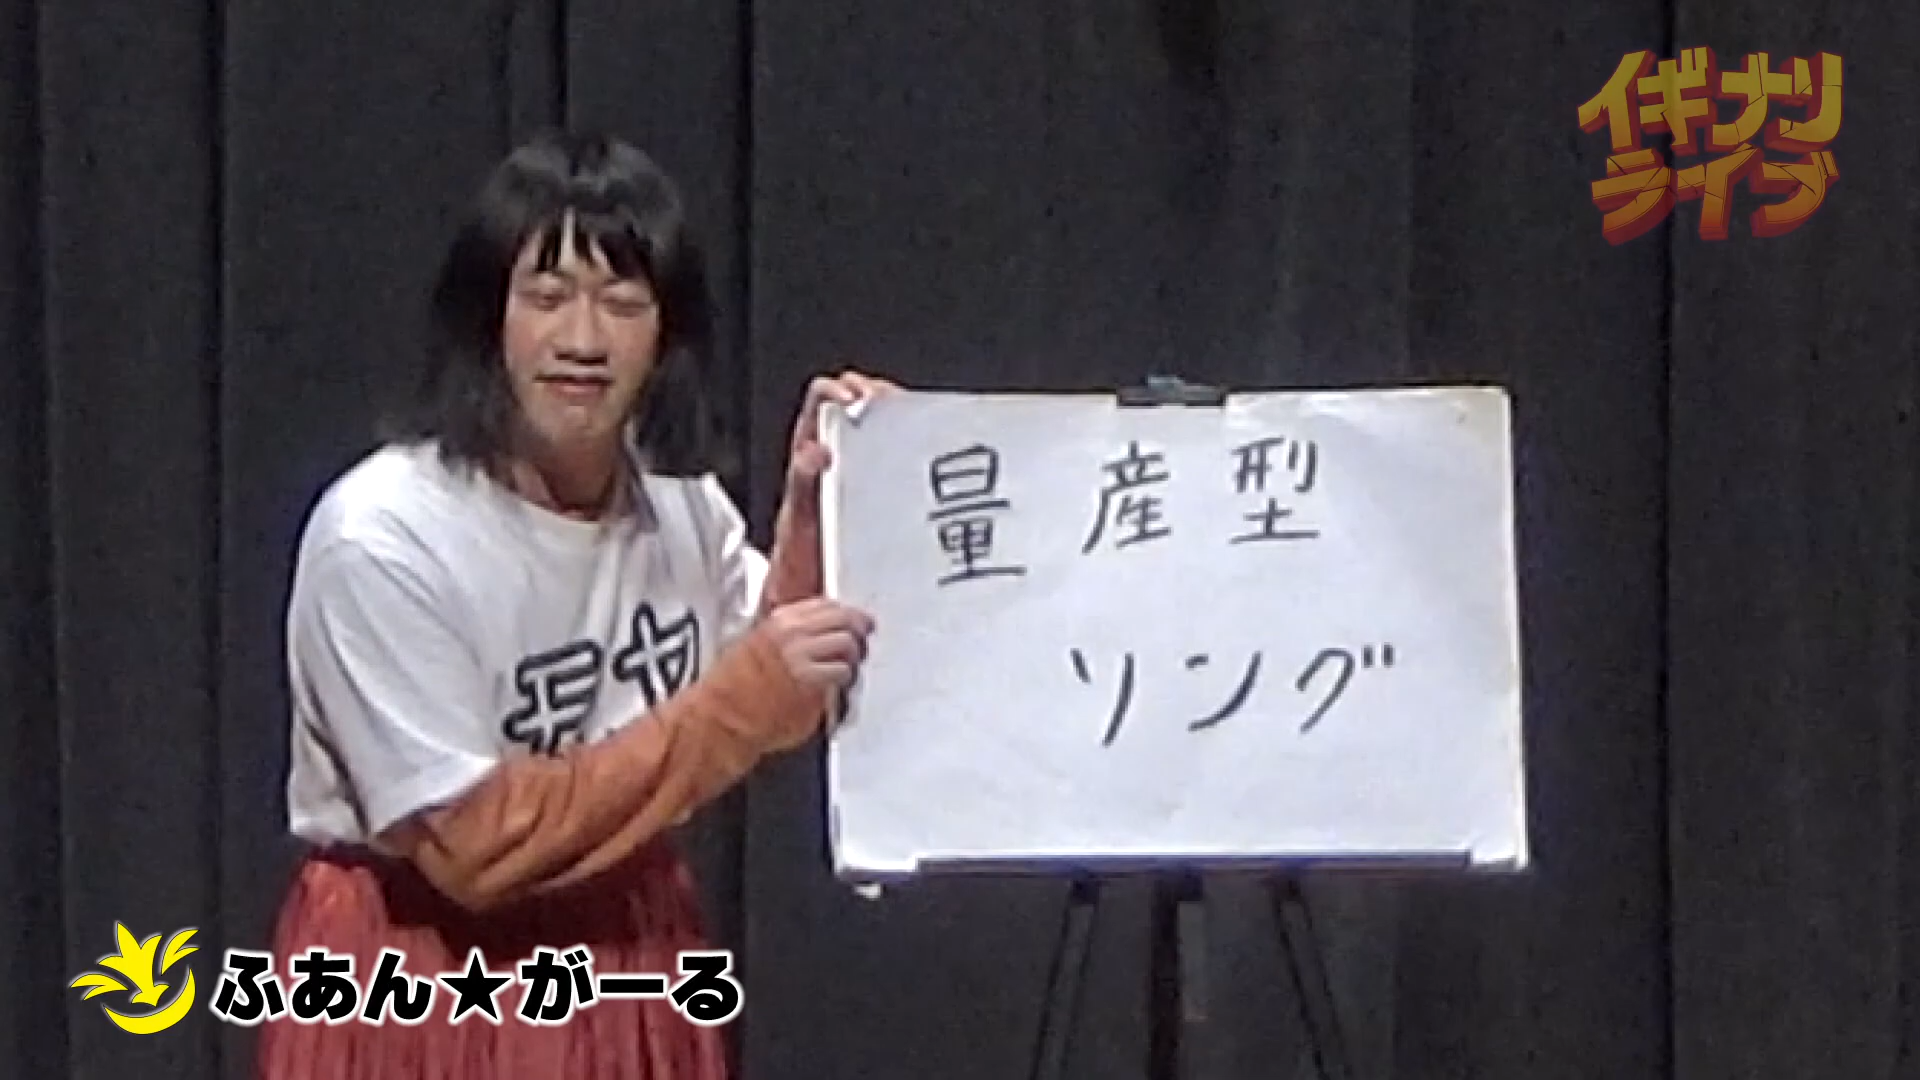 イギナリ
ライブ
量産型
ソング
ふあん★がーる